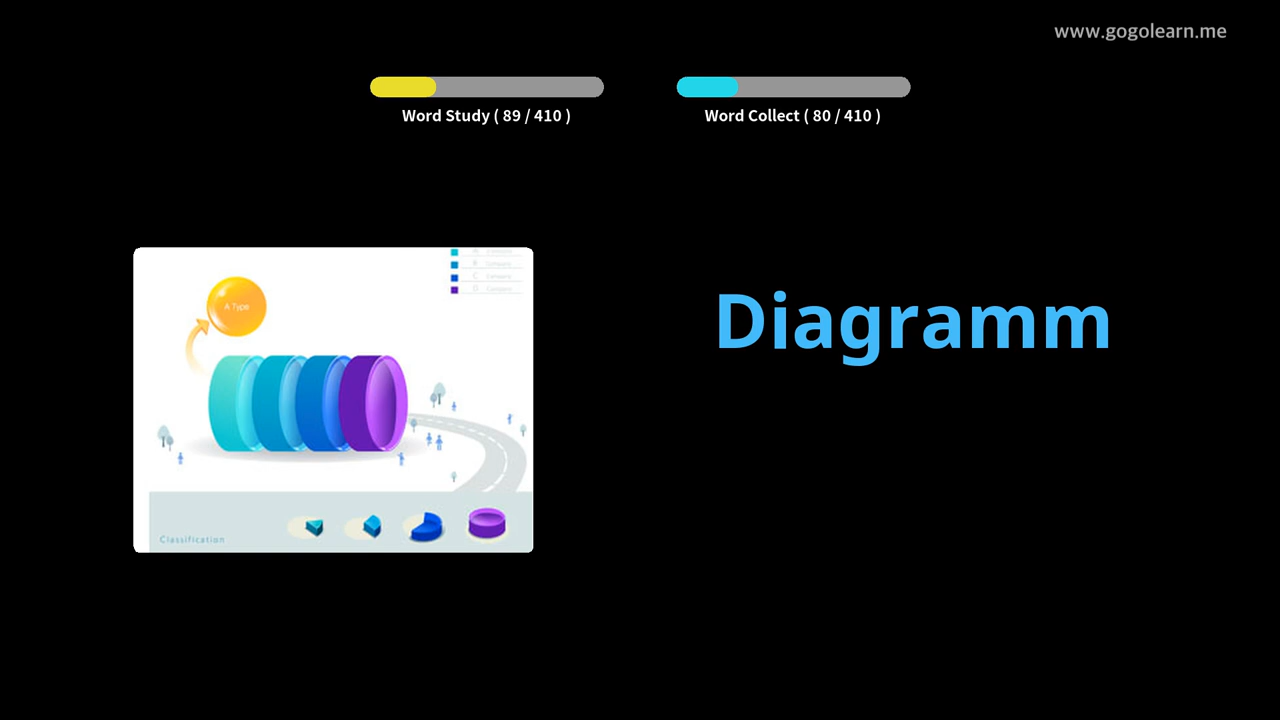 www.gogolearn.me
Word Study ( 89 / 410 )
Word Collect ( 80 / 410 )
Diagramm
A Type
Classification